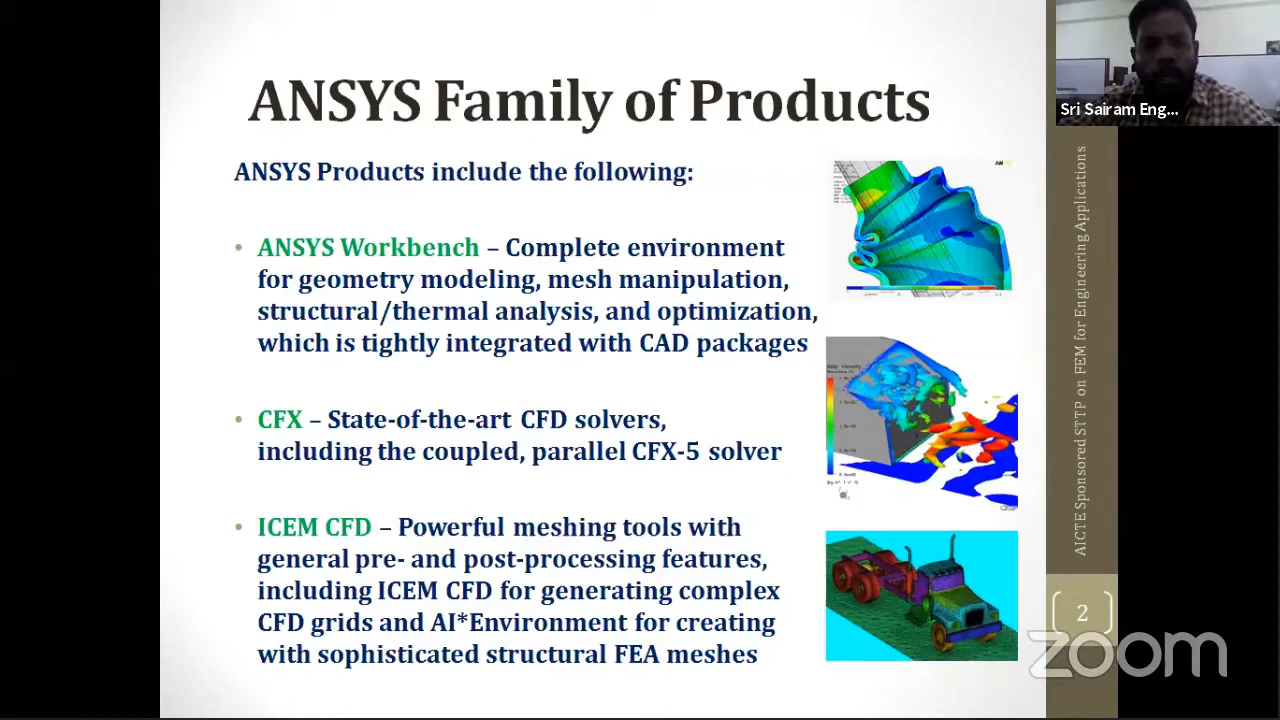 ANSYS Family of Products
ANSYS Products include the following:
• ANSYS Workbench – Complete environment
for geometry modeling, mesh manipulation,
structural/thermal analysis, and optimization,
which is tightly integrated with CAD packages
• CFX – State-of-the-art CFD solvers,
including the coupled, parallel CFX-5 solver
• ICEM CFD – Powerful meshing tools with
general pre- and post-processing features,
including ICEM CFD for generating complex
CFD grids and AI*Environment for creating
with sophisticated structural FEA meshes
Sri Sairam Eng...
AICTE Sponsored STTP on FEM for Engineering Applications
2
zoom